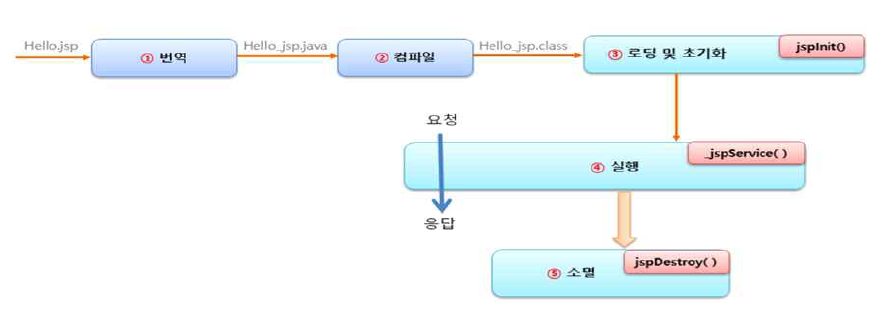 Hello.jsp
① 번역
Hello_jsp.java
② 컴파일
Hello_jsp.class
③ 로딩 및 초기화
jspInit()
요청
_jspService( )
④ 실행
응답
jspDestroy( )
⑤ 소멸